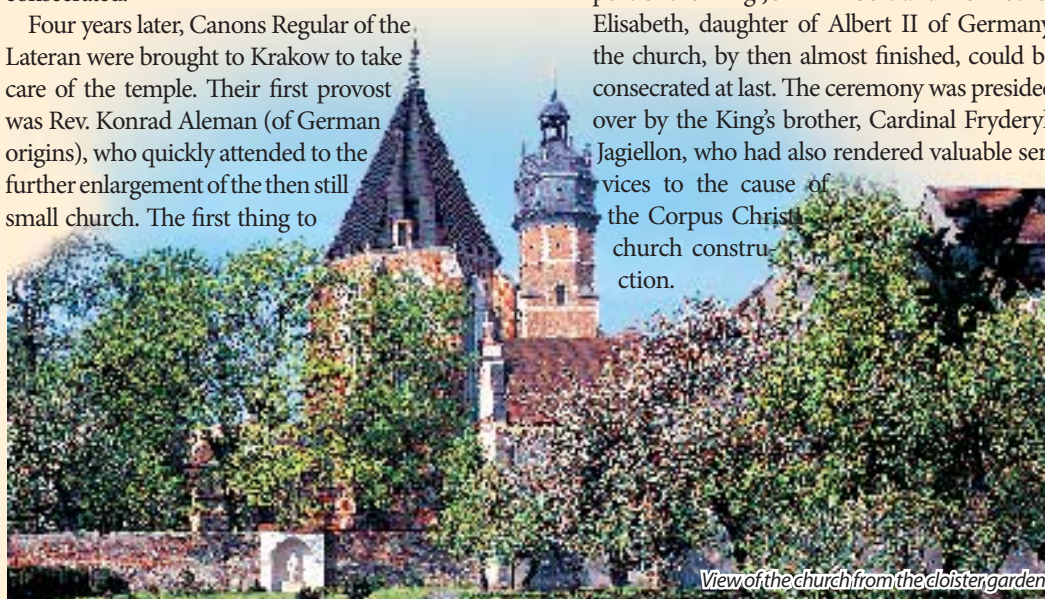 Four years later, Canons Regular of the
Lateran were brought to Krakow to take
care of the temple. Their first provost
was Rev. Konrad Aleman (of German
origins), who quickly attended to the
further enlargement of the then still
small church. The first thing to
Elisabeth, daughter of Albert II of Germany
the church, by then almost finished, could b
consecrated at last. The ceremony was preside
over by the King's brother, Cardinal Frydery
Jagiellon, who had also rendered valuable ser
vices to the cause of
the Corpus Christi
church constru-
ction.
View of the church from the cloister garden